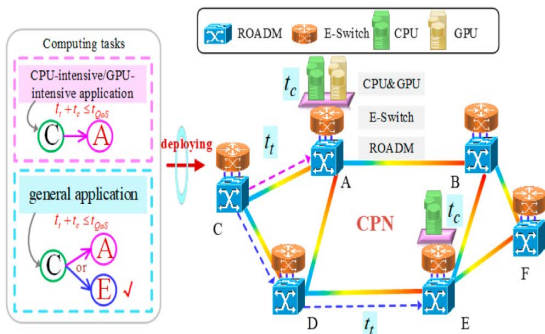 ROADM
E-Switch
CPU
GPU
Computing tasks
CPU-intensive/GPU-
intensive application
t_t + t_c ≤ t_QoS
C
A
general application
t_t + t_c ≤ t_QoS
C
A
or
E
deploying
t_c
CPU&GPU
E-Switch
ROADM
t_t
A
B
C
CPN
t_c
F
D
t_t
E